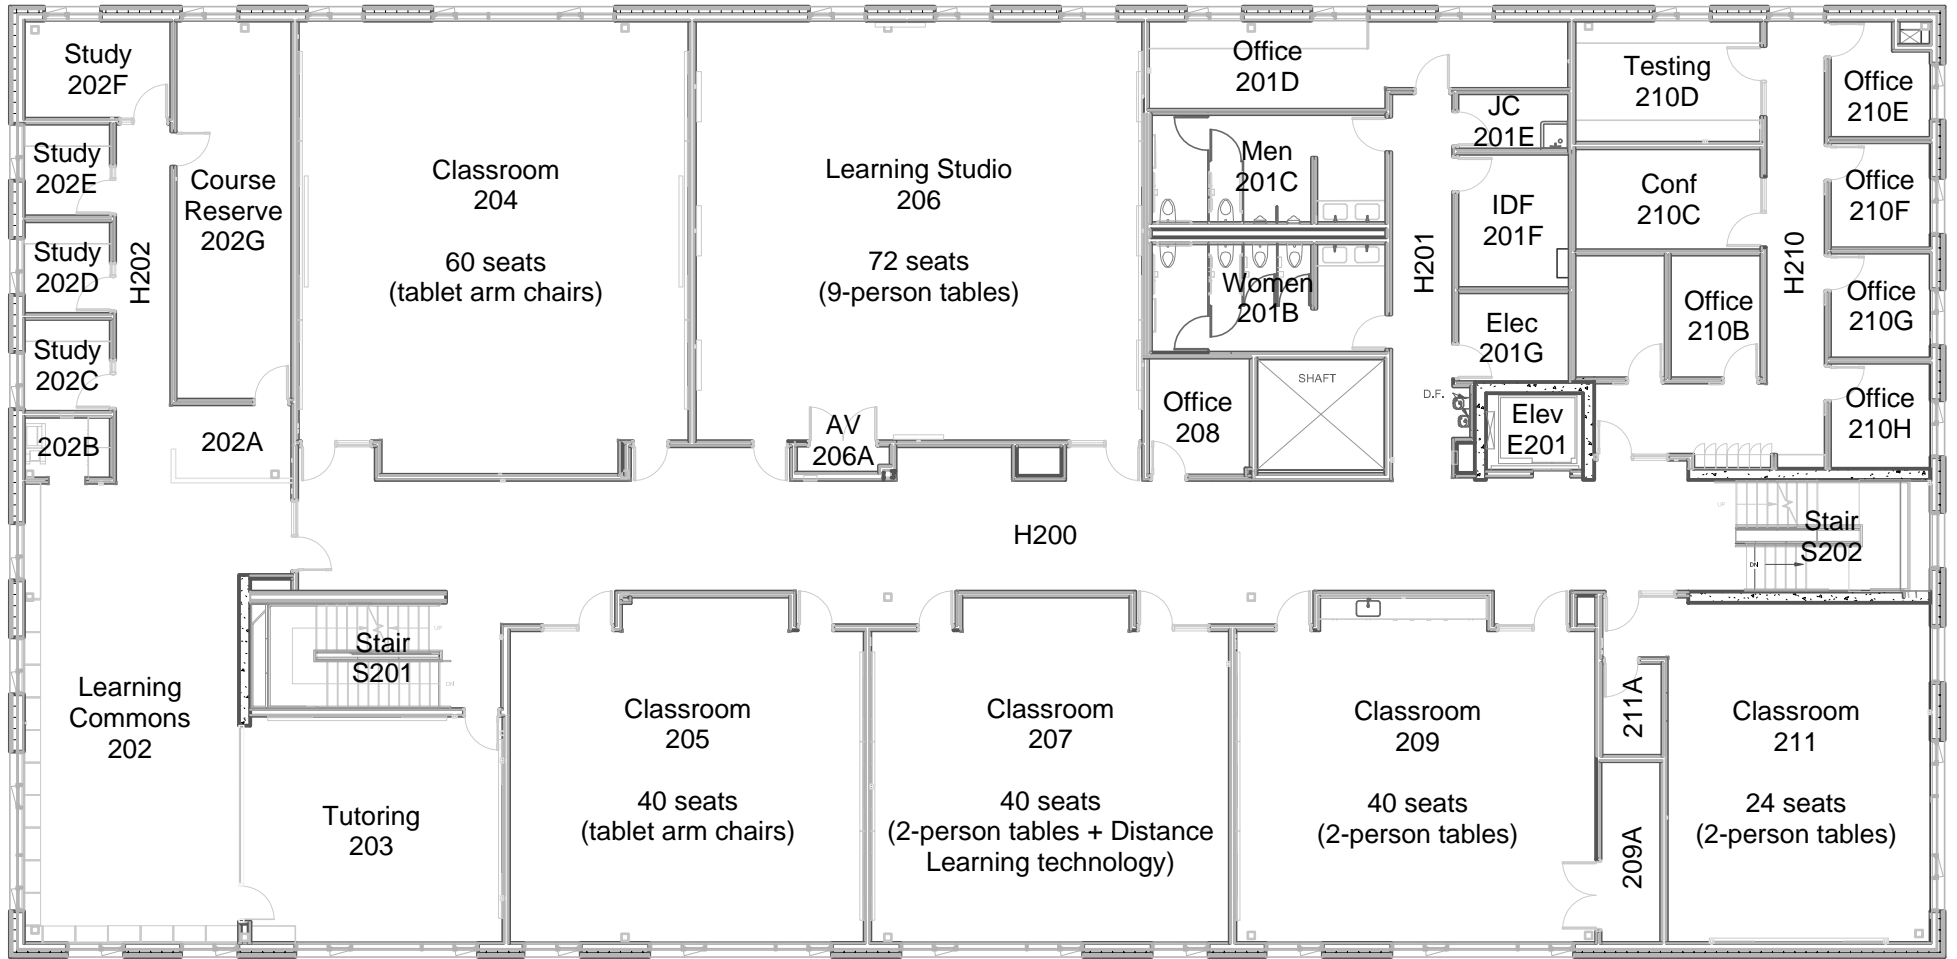 Study
202F
Study
202E
Study
202D
Study
202C
202B
H202
Course
Reserve
202G
202A
Classroom
204
60 seats
(tablet arm chairs)
Learning Studio
206
72 seats
(9-person tables)
AV
206A
Office
201D
Men
201C
Women
201B
Office
208
SHAFT
H201
D.F.
JC
201E
IDF
201F
Elec
201G
Elev
E201
Testing
210D
Conf
210C
Office
210B
H210
Office
210E
Office
210F
Office
210G
Office
210H
H200
UP
Stair
S202
DN
Learning
Commons
202
UP
Stair
S201
DN
Tutoring
203
Classroom
205
40 seats
(tablet arm chairs)
Classroom
207
40 seats
(2-person tables + Distance
Learning technology)
Classroom
209
40 seats
(2-person tables)
211A
209A
Classroom
211
24 seats
(2-person tables)